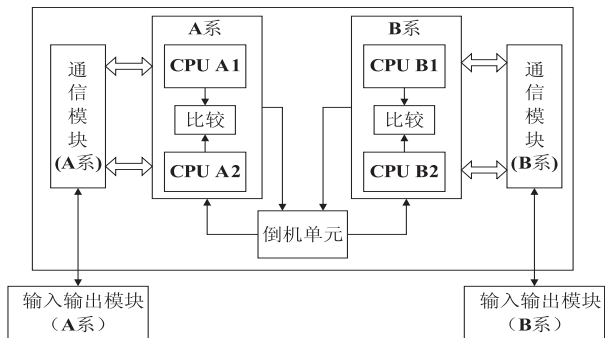 A系
B系
通信模块(A系)
CPU A1
比较
CPU A2
CPU B1
比较
CPU B2
通信模块(B系)
倒机单元
输入输出模块
（A系）
输入输出模块
（B系）